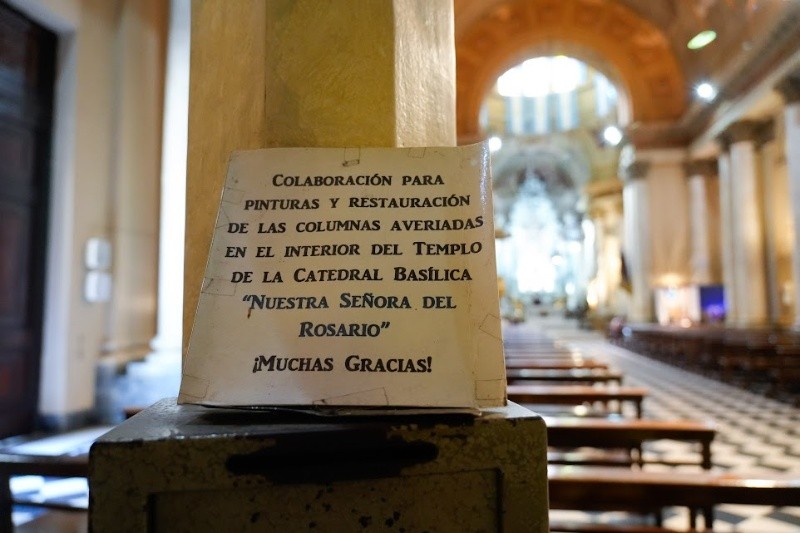 Colaboración para
pinturas y restauración
de las columnas averiadas
en el interior del Templo
de la Catedral Basílica
"Nuestra Señora del
Rosario"
¡Muchas Gracias!